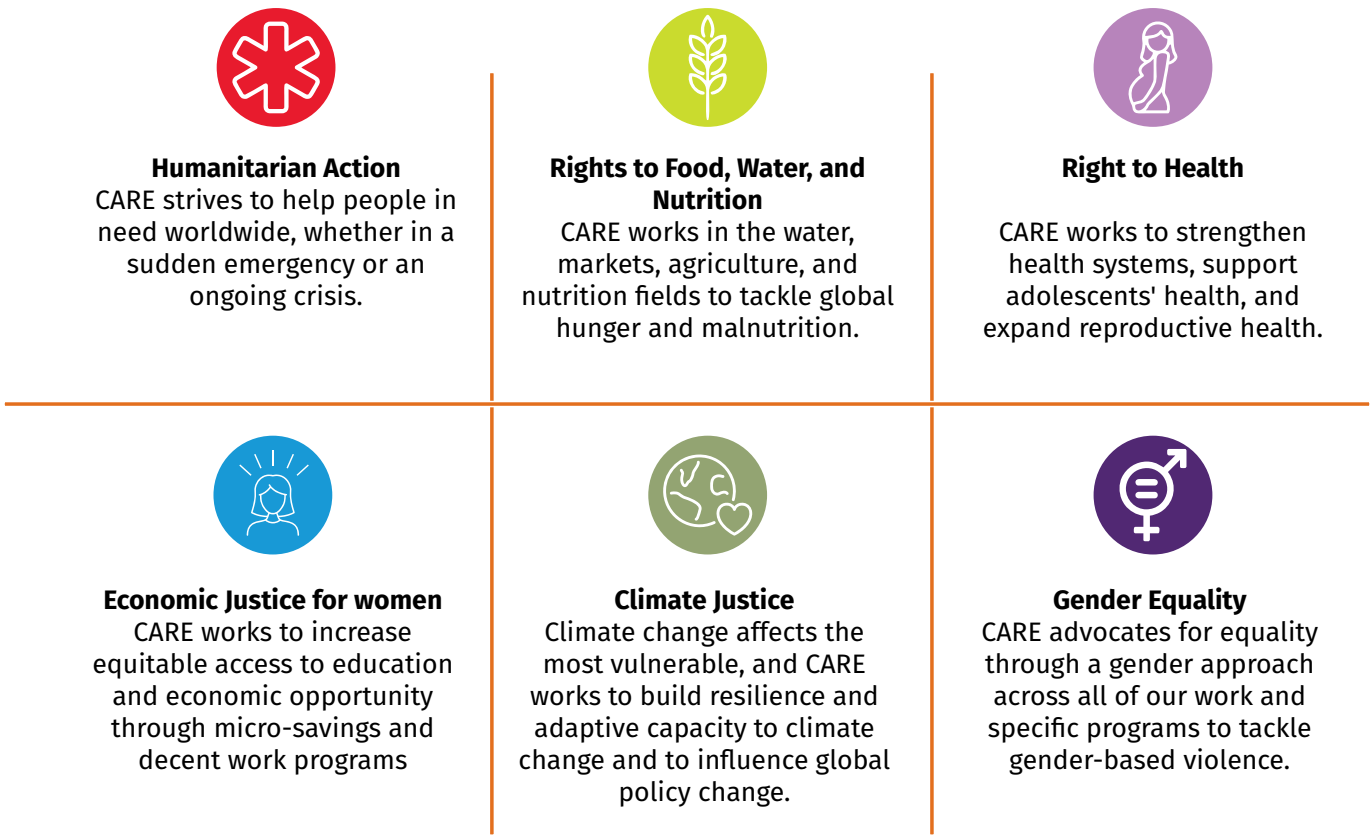 Humanitarian Action
CARE strives to help people in
need worldwide, whether in a
sudden emergency or an
ongoing crisis.
Rights to Food, Water, and
Nutrition
CARE works in the water,
markets, agriculture, and
nutrition fields to tackle global
hunger and malnutrition.
Right to Health
CARE works to strengthen
health systems, support
adolescents' health, and
expand reproductive health.
Economic Justice for women
CARE works to increase
equitable access to education
and economic opportunity
through micro-savings and
decent work programs
Climate Justice
Climate change affects the
most vulnerable, and CARE
works to build resilience and
adaptive capacity to climate
change and to influence global
policy change.
Gender Equality
CARE advocates for equality
through a gender approach
across all of our work and
specific programs to tackle
gender-based violence.